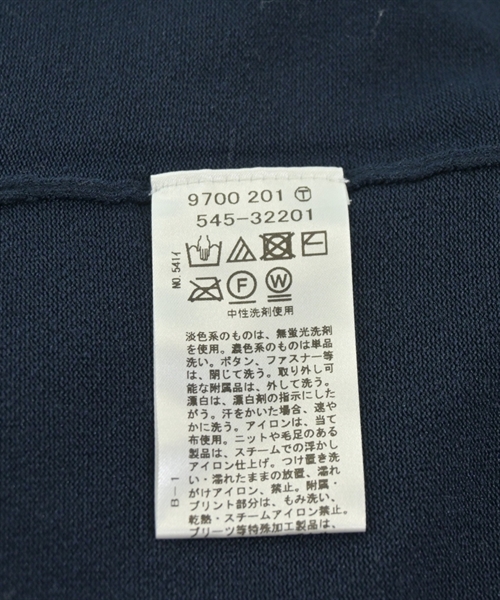 9700 201 Ⓣ
545-32201
NO.541イ
F W
中性洗剤使用
淡色系のものは、無蛍光洗剤
を使用。濃色系のものは単品
洗い。ボタン、ファスナー等
は、閉じて洗う。取り外し可
能な附属品は、外して洗う。
漂白は、漂白剤の指示にした
がう。汗をかいた場合、速や
かに洗う。アイロンは、当て
布使用。ニットや毛足のある
製品は、スチームでの浮かし
アイロン仕上げ。つけ置き洗
い・濡れたままの放置、濡れ
がけアイロン、禁止。附属・
プリント部分は、もみ洗い、
乾熱・スチームアイロン禁止。
プリーツ等特殊加工製品は、
B-1